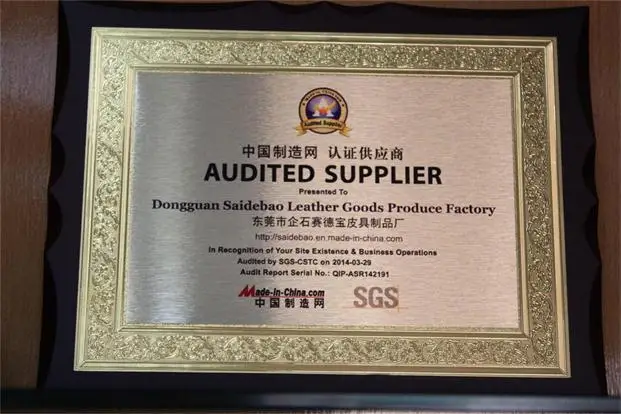 Audited Supplier
中国制造网 认证供应商
AUDITED SUPPLIER
Presented To
Dongguan Saidebao Leather Goods Produce Factory
东莞市企石赛德宝皮具制品厂
http://saidebao.en.made-in-china.com
In Recognition of Your Site Existence & Business Operations
Audited by SGS-CSTC on 2014-03-29
Audit Report Serial No.: QIP-ASR142191
Made-in-China.com
中国制造网
SGS